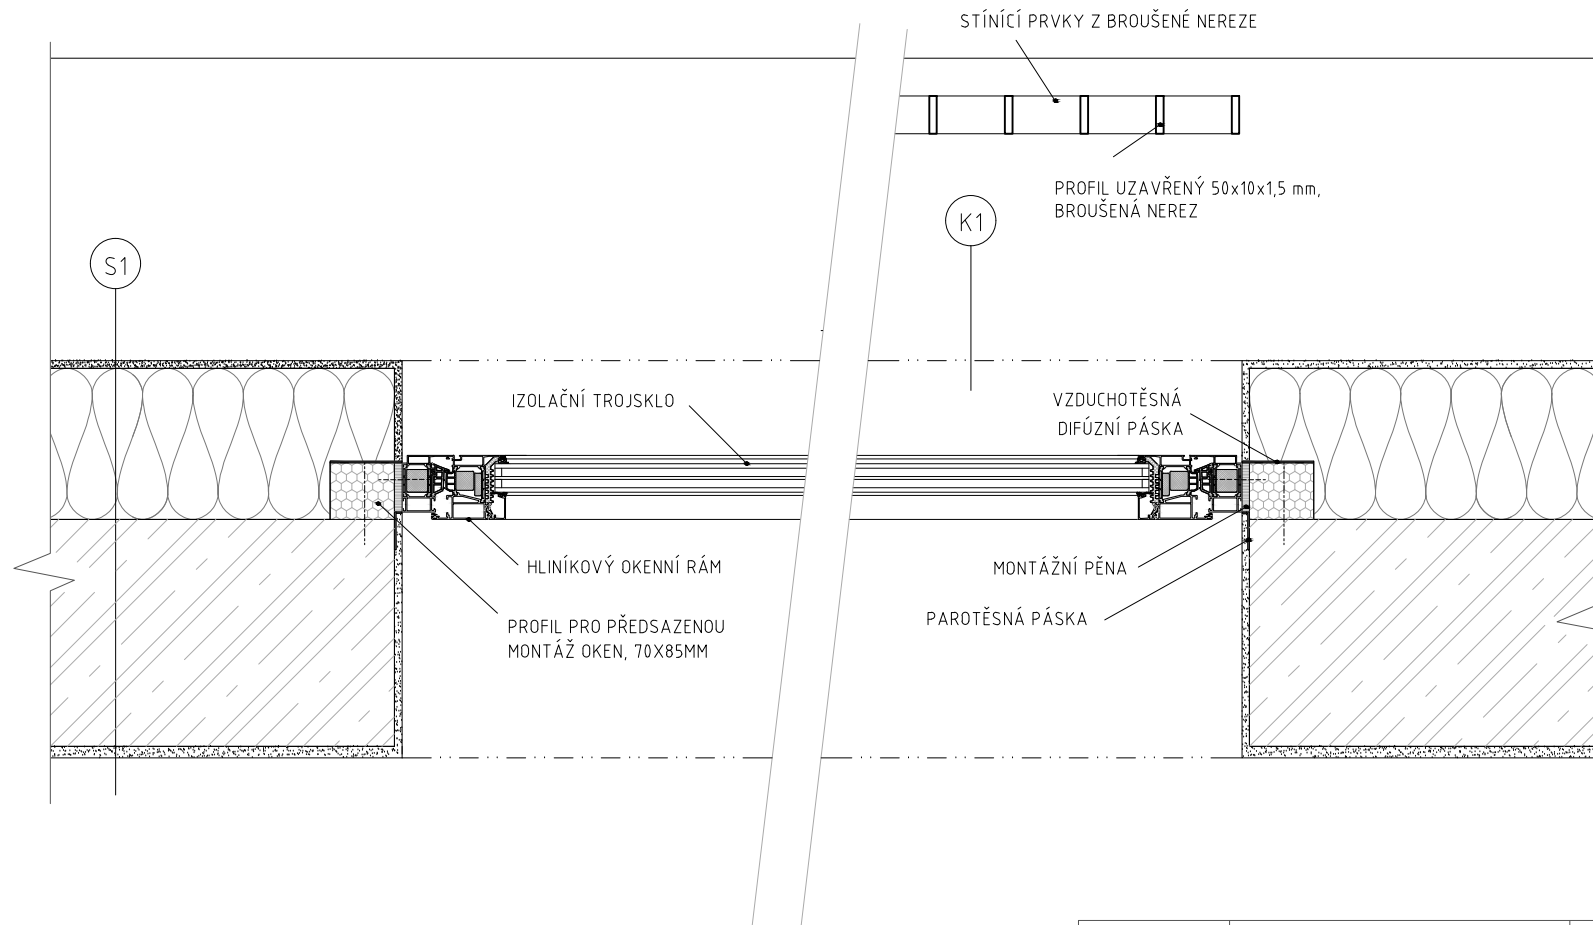 STÍNÍCÍ PRVKY Z BROUŠENÉ NEREZE
PROFIL UZAVŘENÝ 50x10x1,5 mm,
BROUŠENÁ NEREZ
K1
S1
IZOLAČNÍ TROJSKLO
VZDUCHOTĚSNÁ
DIFÚZNÍ PÁSKA
HLINÍKOVÝ OKENNÍ RÁM
MONTÁŽNÍ PĚNA
PAROTĚSNÁ PÁSKA
PROFIL PRO PŘEDSAZENOU
MONTÁŽ OKEN, 70X85MM